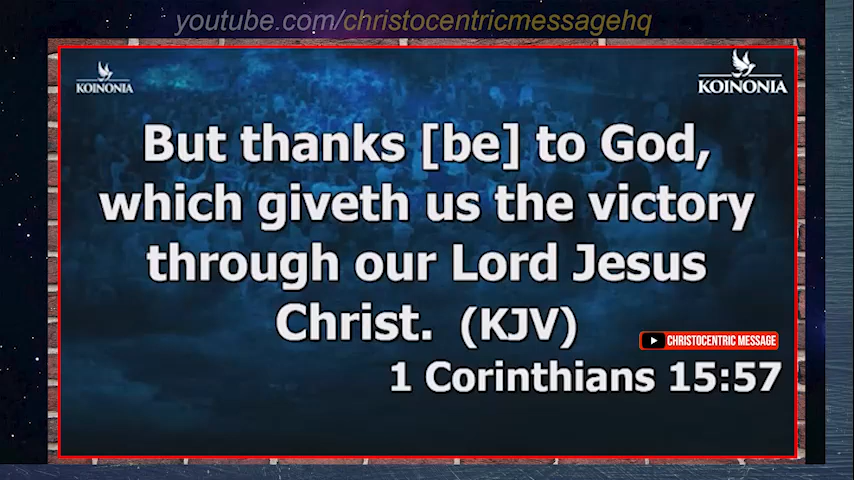 youtube.com/christocentricmessagehq
KOINONIA
KOINONIA
But thanks [be] to God,
which giveth us the victory
through our Lord Jesus
Christ. (KJV)
CHRISTOCENTRIC MESSAGE
1 Corinthians 15:57